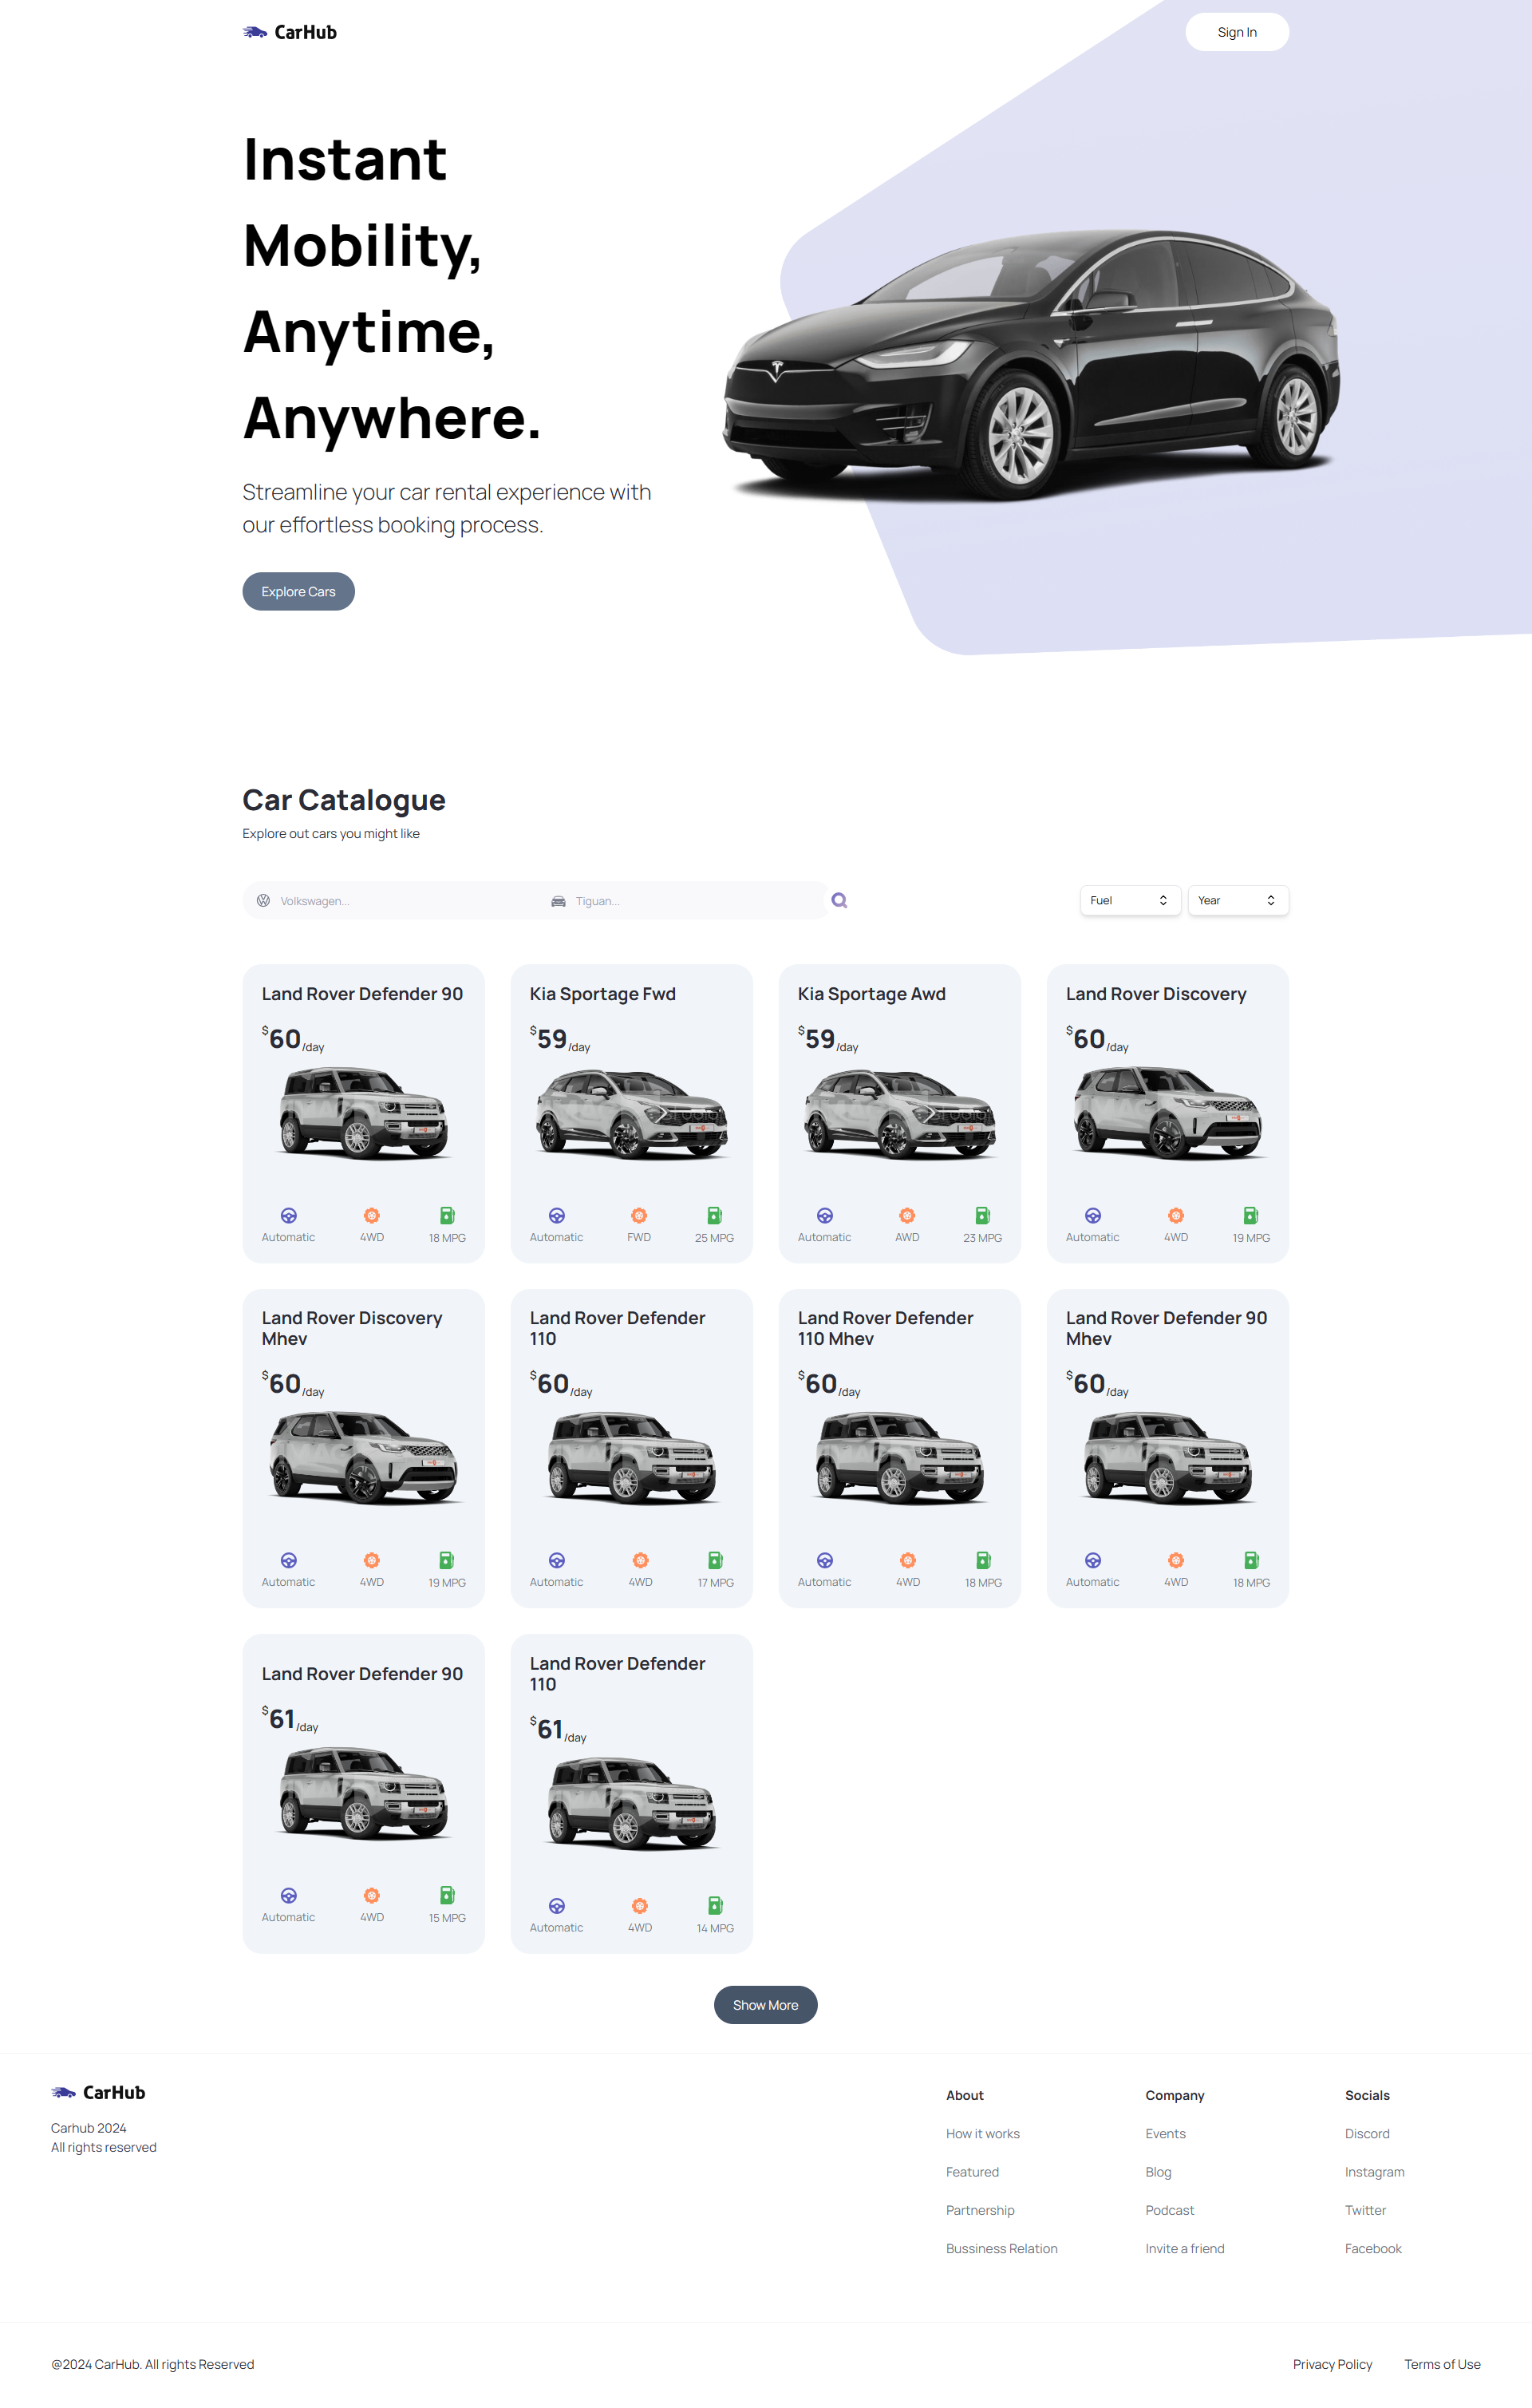 CarHub
Sign In
Instant
Mobility,
Anytime,
Anywhere.
Streamline your car rental experience with
our effortless booking process.
Explore Cars
Car Catalogue
Explore out cars you might like
Volkswagen...
Tiguan...
Fuel
Year
Land Rover Defender 90
$60/day
Automatic
4WD
18 MPG
Kia Sportage Fwd
$59/day
Automatic
FWD
25 MPG
Kia Sportage Awd
$59/day
Automatic
AWD
23 MPG
Land Rover Discovery
$60/day
Automatic
4WD
19 MPG
Land Rover Discovery
Mhev
$60/day
Automatic
4WD
19 MPG
Land Rover Defender
110
$60/day
Automatic
4WD
17 MPG
Land Rover Defender
110 Mhev
$60/day
Automatic
4WD
18 MPG
Land Rover Defender 90
Mhev
$60/day
Automatic
4WD
18 MPG
Land Rover Defender 90
$61/day
Automatic
4WD
15 MPG
Land Rover Defender
110
$61/day
Automatic
4WD
14 MPG
Show More
CarHub
Carhub 2024
All rights reserved
About
How it works
Featured
Partnership
Bussiness Relation
Company
Events
Blog
Podcast
Invite a friend
Socials
Discord
Instagram
Twitter
Facebook
@2024 CarHub. All rights Reserved
Privacy Policy
Terms of Use